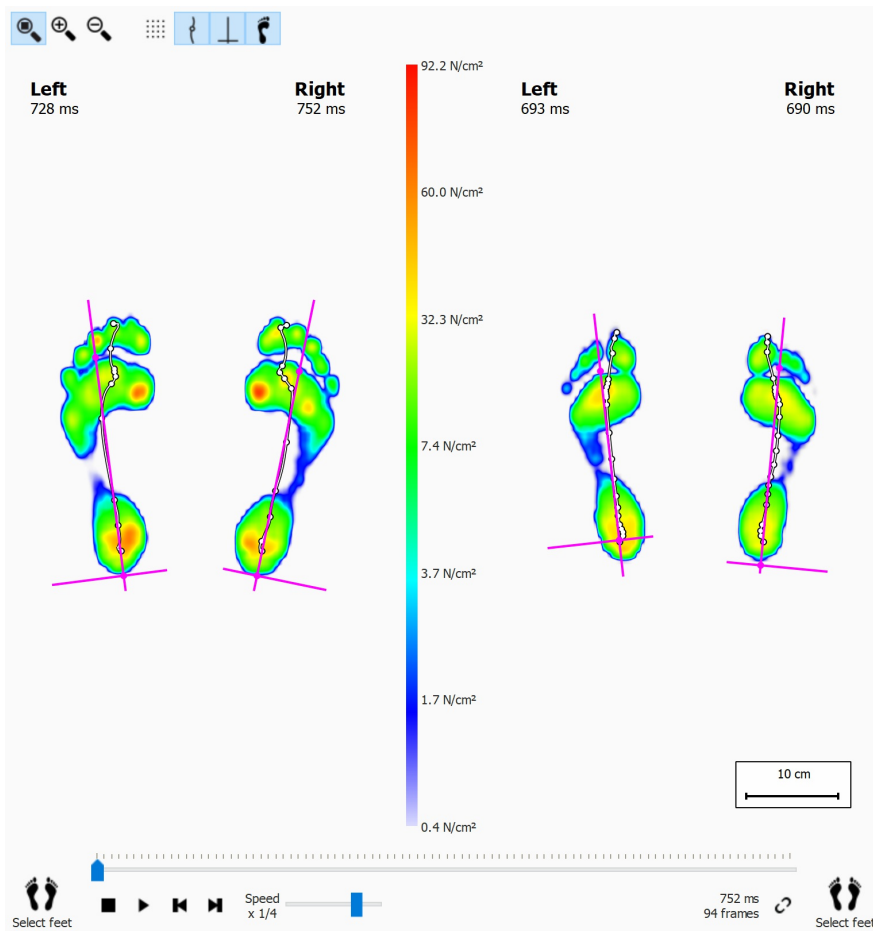 Left
728 ms
Right
752 ms
92.2 N/cm²
60.0 N/cm²
32.3 N/cm²
7.4 N/cm²
3.7 N/cm²
1.7 N/cm²
0.4 N/cm²
Left
693 ms
Right
690 ms
10 cm
Select feet
Speed
x 1/4
752 ms
94 frames
Select feet